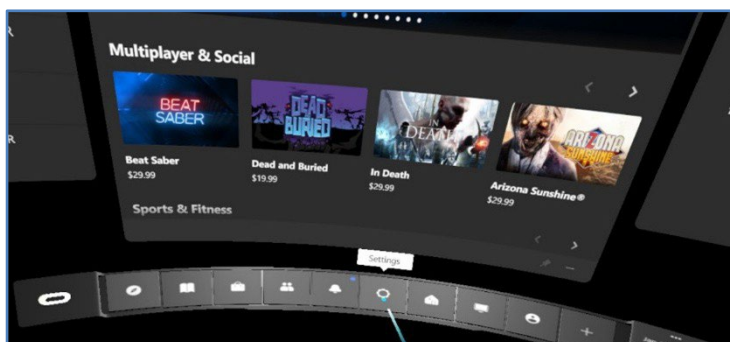 R
Multiplayer & Social
BEAT
SABER
DEAD
BURIED
IN
DEATH
ARIZONA
SUNSHINE
Beat Saber
$29.99
Dead and Buried
$19.99
In Death
$29.99
Arizona Sunshine®
$29.99
R
Sports & Fitness
Settings